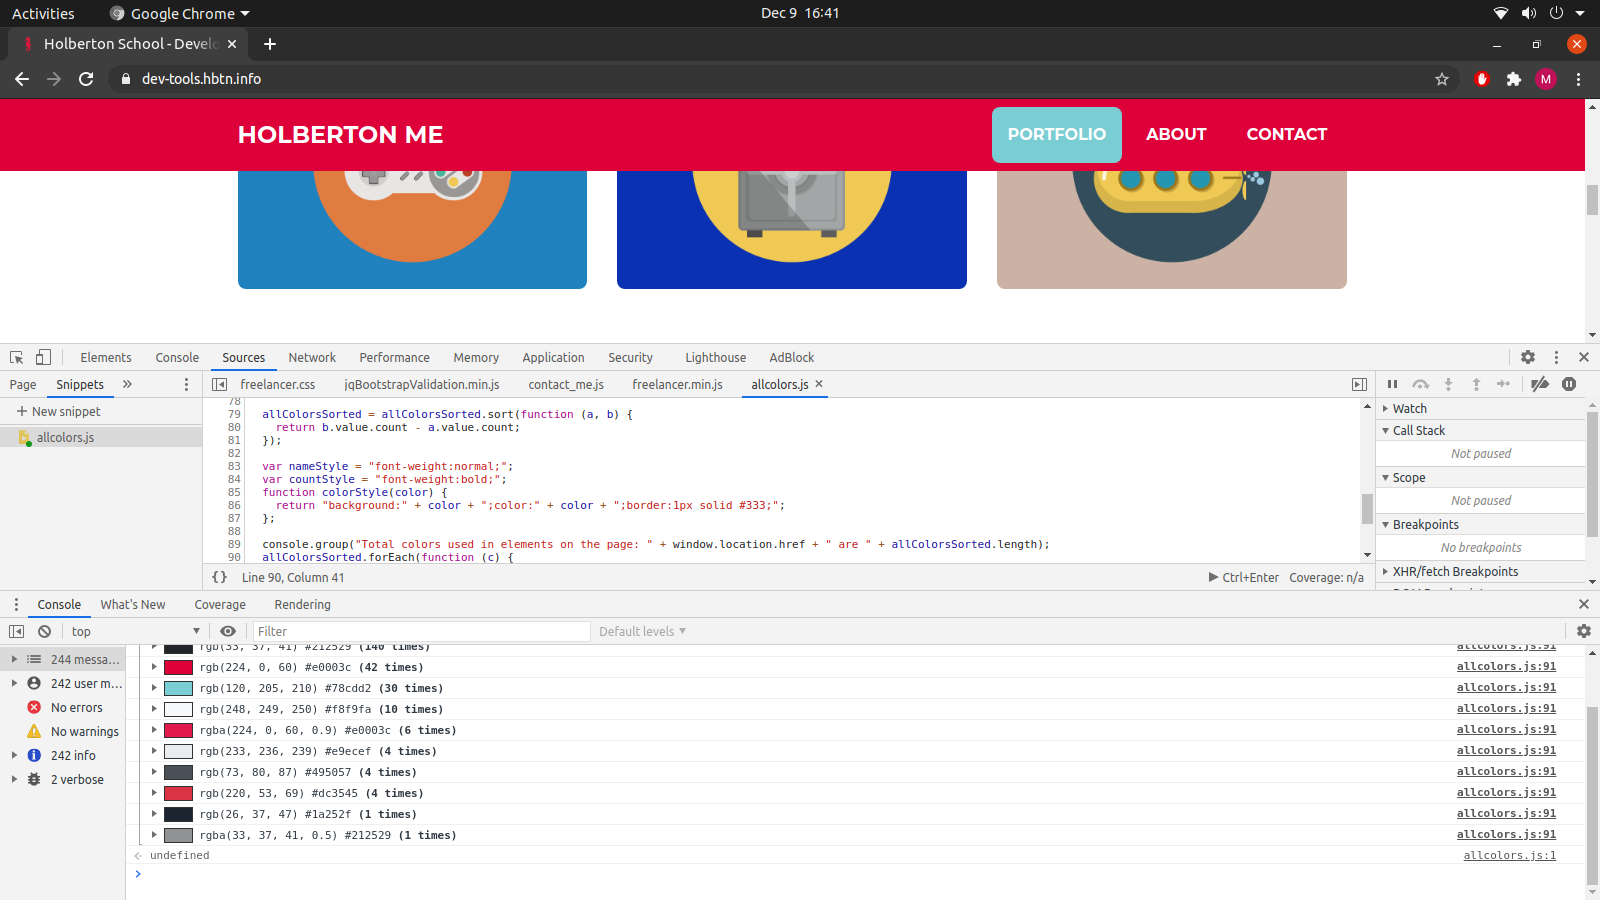 Activities
Google Chrome
Dec 9 16:41
Holberton School - Develo
dev-tools.hbtn.info
M
HOLBERTON ME
PORTFOLIO
ABOUT
CONTACT
Elements
Console
Sources
Network
Performance
Memory
Application
Security
Lighthouse
AdBlock
Page
Snippets
freelancer.css
jqBootstrapValidation.min.js
contact_me.js
freelancer.min.js
allcolors.js
New snippet
allcolors.js
78
79 allColorsSorted = allColorsSorted.sort(function (a, b) {
80 return b.value.count - a.value.count;
81 });
82
83 var nameStyle = "font-weight:normal;";
84 var countStyle = "font-weight:bold;";
85 function colorStyle(color) {
86 return "background:" + color + ";color:" + color + ";border:1px solid #333;";
87 };
88
89 console.group("Total colors used in elements on the page: " + window.location.href + " are " + allColorsSorted.length);
90 allColorsSorted.forEach(function (c) {
{} Line 90, Column 41
Ctrl+Enter
Coverage: n/a
Watch
Call Stack
Not paused
Scope
Not paused
Breakpoints
No breakpoints
XHR/fetch Breakpoints
Console
What's New
Coverage
Rendering
top
Filter
Default levels
244 messa...
242 user m...
No errors
No warnings
242 info
2 verbose
rgb(33, 37, 41) #212529 (140 times) allcolors.js:91
rgb(224, 0, 60) #e0003c (42 times) allcolors.js:91
rgb(120, 205, 210) #78cdd2 (30 times) allcolors.js:91
rgb(248, 249, 250) #f8f9fa (10 times) allcolors.js:91
rgba(224, 0, 60, 0.9) #e0003c (6 times) allcolors.js:91
rgb(233, 236, 239) #e9ecef (4 times) allcolors.js:91
rgb(73, 80, 87) #495057 (4 times) allcolors.js:91
rgb(220, 53, 69) #dc3545 (4 times) allcolors.js:91
rgb(26, 37, 47) #1a252f (1 times) allcolors.js:91
rgba(33, 37, 41, 0.5) #212529 (1 times) allcolors.js:91
undefined allcolors.js:1